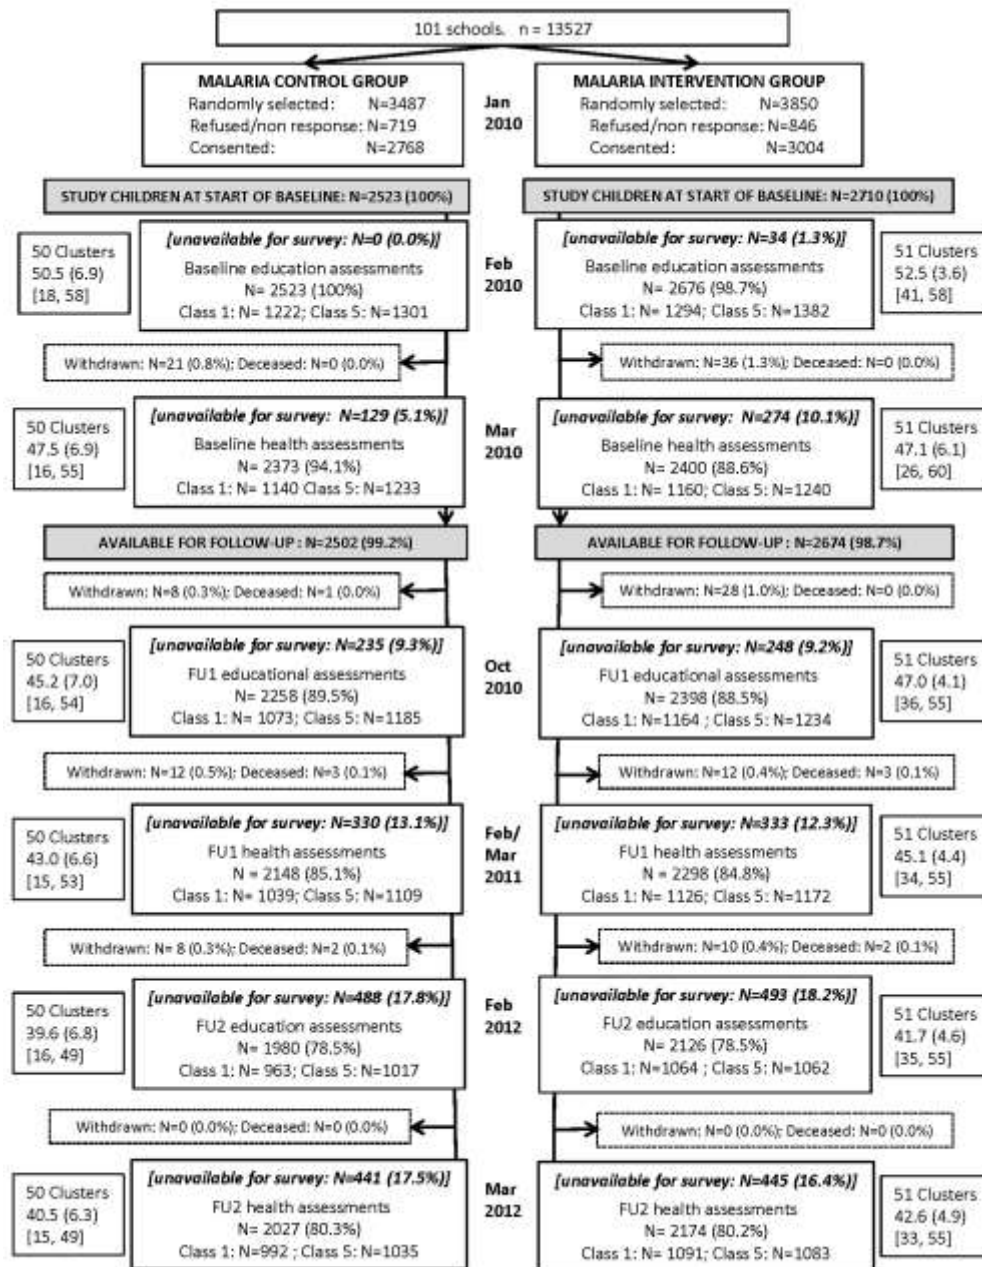 101 schools, n = 13527
MALARIA CONTROL GROUP
Randomly selected: N=3487
Refused/non response: N=719
Consented: N=2768
Jan
2010
MALARIA INTERVENTION GROUP
Randomly selected: N=3850
Refused/non response: N=846
Consented: N=3004
STUDY CHILDREN AT START OF BASELINE: N=2523 (100%)
STUDY CHILDREN AT START OF BASELINE: N=2710 (100%)
50 Clusters
50.5 (6.9)
[18, 58]
[unavailable for survey: N=0 (0.0%)]
Baseline education assessments
N= 2523 (100%)
Class 1: N= 1222; Class 5: N=1301
Feb
2010
[unavailable for survey: N=34 (1.3%)]
Baseline education assessments
N= 2676 (98.7%)
Class 1: N= 1294; Class 5: N=1382
51 Clusters
52.5 (3.6)
[41, 58]
Withdrawn: N=21 (0.8%); Deceased: N=0 (0.0%)
Withdrawn: N=36 (1.3%); Deceased: N=0 (0.0%)
50 Clusters
47.5 (6.9)
[16, 55]
[unavailable for survey: N=129 (5.1%)]
Baseline health assessments
N= 2373 (94.1%)
Class 1: N= 1140 Class 5: N=1233
Mar
2010
[unavailable for survey: N=274 (10.1%)]
Baseline health assessments
N= 2400 (88.6%)
Class 1: N= 1160; Class 5: N=1240
51 Clusters
47.1 (6.1)
[26, 60]
AVAILABLE FOR FOLLOW-UP : N=2502 (99.2%)
AVAILABLE FOR FOLLOW-UP : N=2674 (98.7%)
Withdrawn: N=8 (0.3%); Deceased: N=1 (0.0%)
Withdrawn: N=28 (1.0%); Deceased: N=0 (0.0%)
50 Clusters
45.2 (7.0)
[16, 54]
[unavailable for survey: N=235 (9.3%)]
FU1 educational assessments
N= 2258 (89.5%)
Class 1: N= 1073; Class 5: N=1185
Oct
2010
[unavailable for survey: N=248 (9.2%)]
FU1 educational assessments
N= 2398 (88.5%)
Class 1: N=1164 ; Class 5: N=1234
51 Clusters
47.0 (4.1)
[36, 55]
Withdrawn: N=12 (0.5%); Deceased: N=3 (0.1%)
Withdrawn: N=12 (0.4%); Deceased: N=3 (0.1%)
50 Clusters
43.0 (6.6)
[15, 53]
[unavailable for survey: N=330 (13.1%)]
FU1 health assessments
N = 2148 (85.1%)
Class 1: N= 1039; Class 5: N=1109
Feb/
Mar
2011
[unavailable for survey: N=333 (12.3%)]
FU1 health assessments
N= 2298 (84.8%)
Class 1: N= 1126; Class 5: N=1172
51 Clusters
45.1 (4.4)
[34, 55]
Withdrawn: N= 8 (0.3%); Deceased: N=2 (0.1%)
Withdrawn: N=10 (0.4%); Deceased: N=2 (0.1%)
50 Clusters
39.6 (6.8)
[16, 49]
[unavailable for survey: N=488 (17.8%)]
FU2 education assessments
N= 1980 (78.5%)
Class 1: N= 963; Class 5: N=1017
Feb
2012
[unavailable for survey: N=493 (18.2%)]
FU2 education assessments
N= 2126 (78.5%)
Class 1: N=1064 ; Class 5: N=1062
51 Clusters
41.7 (4.6)
[35, 55]
Withdrawn: N=0 (0.0%); Deceased: N=0 (0.0%)
Withdrawn: N=0 (0.0%); Deceased: N=0 (0.0%)
50 Clusters
40.5 (6.3)
[15, 49]
[unavailable for survey: N=441 (17.5%)]
FU2 health assessments
N= 2027 (80.3%)
Class 1: N=992 ; Class 5: N=1035
Mar
2012
[unavailable for survey: N=445 (16.4%)]
FU2 health assessments
N= 2174 (80.2%)
Class 1: N= 1091; Class 5: N=1083
51 Clusters
42.6 (4.9)
[33, 55]